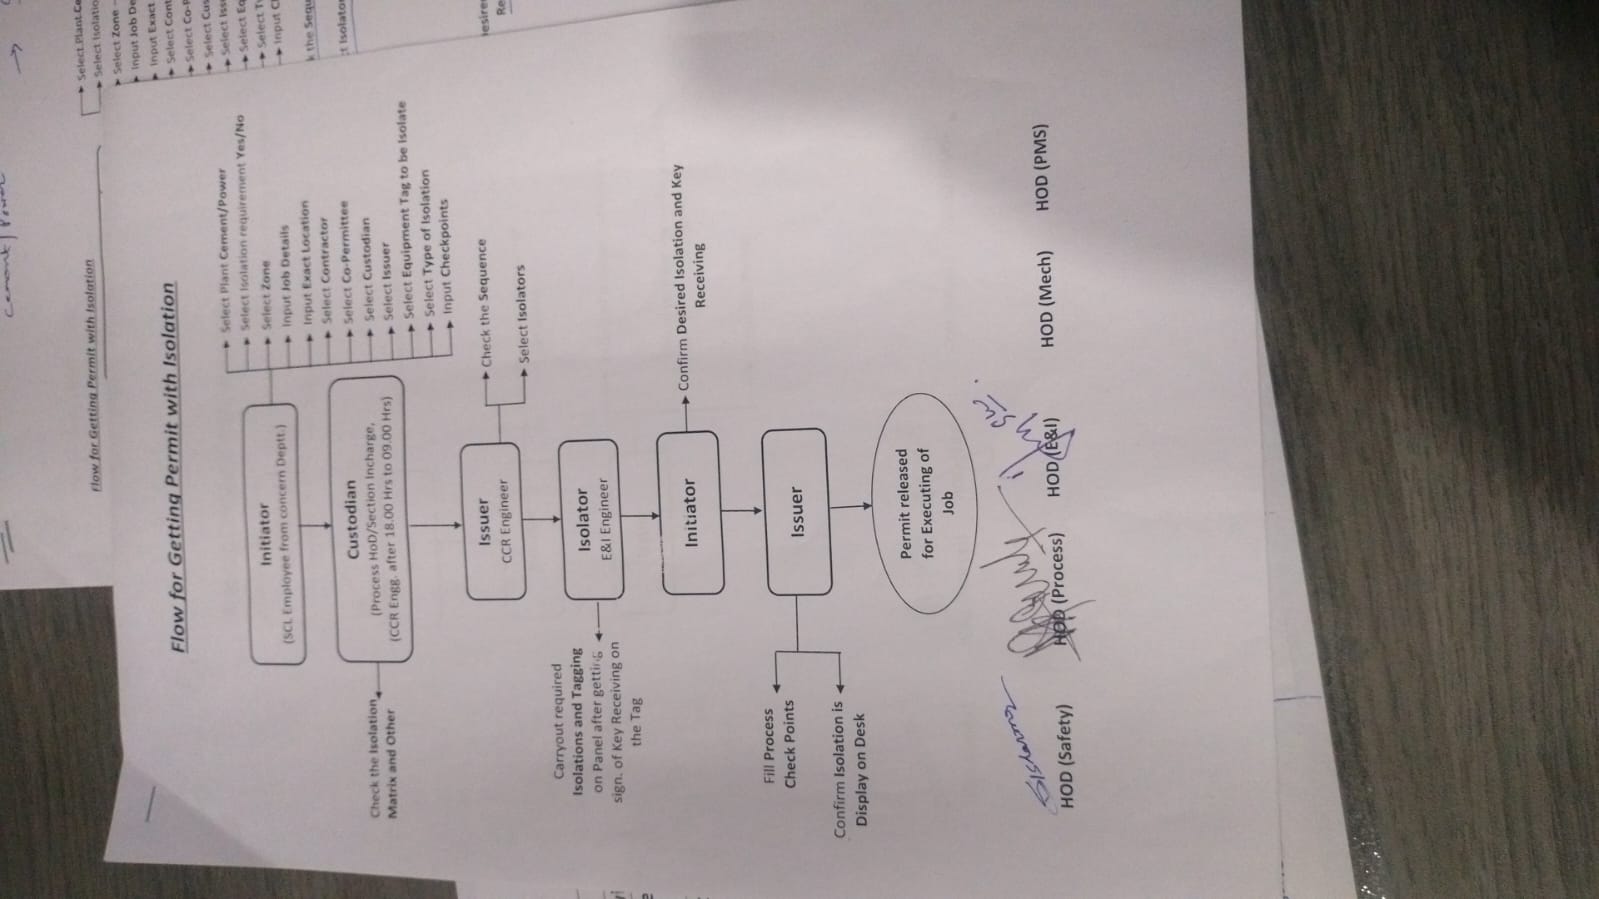 Cement/Power
Flow for Getting Permit with Isolation
Select Plant Ce
Select Isolatio
Select Zone
Input Job De
Input Exact
Select Cont
Select Co-P
Select Cus
Select Iss
Select Eq
Select T
Input C
k the Sequ
t Isolator
esire
Re
Flow for Getting Permit with Isolation
Initiator
(SCL Employee from concern Deptt.)
Select Plant Cement/Power
Select Isolation requirement Yes/No
Select Zone
Input Job Details
Input Exact Location
Select Contractor
Select Co-Permittee
Select Custodian
Select Issuer
Select Equipment Tag to be Isolate
Select Type of Isolation
Input Checkpoints
Custodian
(Process HoD/Section Incharge,
(CCR Engg. after 18.00 Hrs to 09.00 Hrs)
Check the Isolation
Matrix and Other
Issuer
CCR Engineer
Check the Sequence
Select Isolators
Isolator
E&I Engineer
Carryout required
Isolations and Tagging
on Panel after getting
sign. of Key Receiving on
the Tag
Initiator
Confirm Desired Isolation and Key
Receiving
Issuer
Fill Process
Check Points
Confirm Isolation is
Display on Desk
Permit released
for Executing of
Job
HOD (Safety)
HOD (Process)
HOD (E&I)
HOD (Mech)
HOD (PMS)